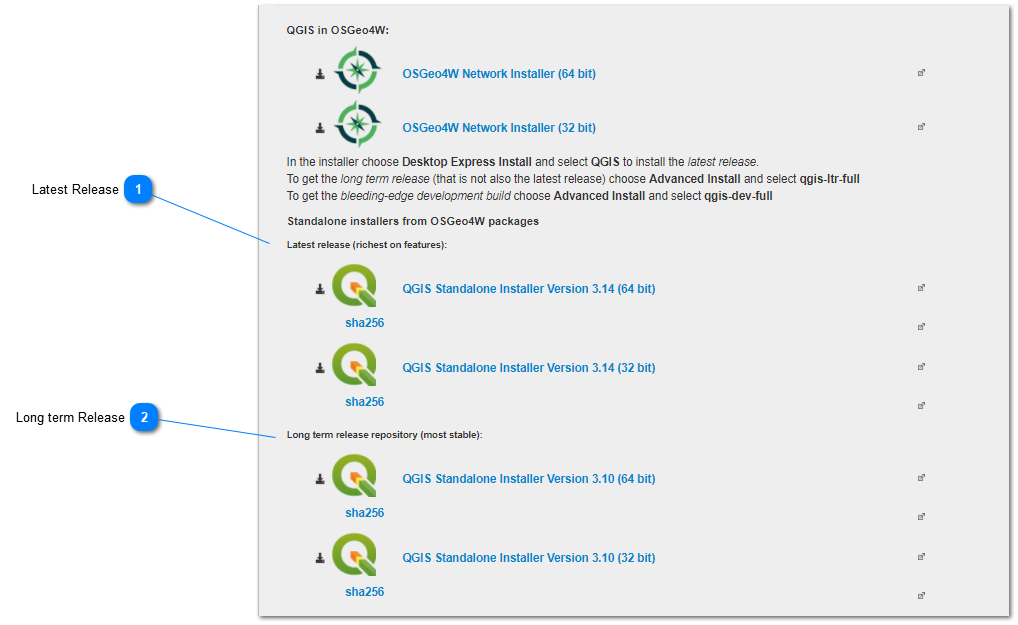 QGIS in OSGeo4W:
OSGeo4W Network Installer (64 bit)
OSGeo4W Network Installer (32 bit)
In the installer choose Desktop Express Install and select QGIS to install the latest release.
To get the long term release (that is not also the latest release) choose Advanced Install and select qgis-ltr-full
To get the bleeding-edge development build choose Advanced Install and select qgis-dev-full
Latest Release 1
Standalone installers from OSGeo4W packages
Latest release (richest on features):
QGIS Standalone Installer Version 3.14 (64 bit)
sha256
QGIS Standalone Installer Version 3.14 (32 bit)
sha256
Long term Release 2
Long term release repository (most stable):
QGIS Standalone Installer Version 3.10 (64 bit)
sha256
QGIS Standalone Installer Version 3.10 (32 bit)
sha256